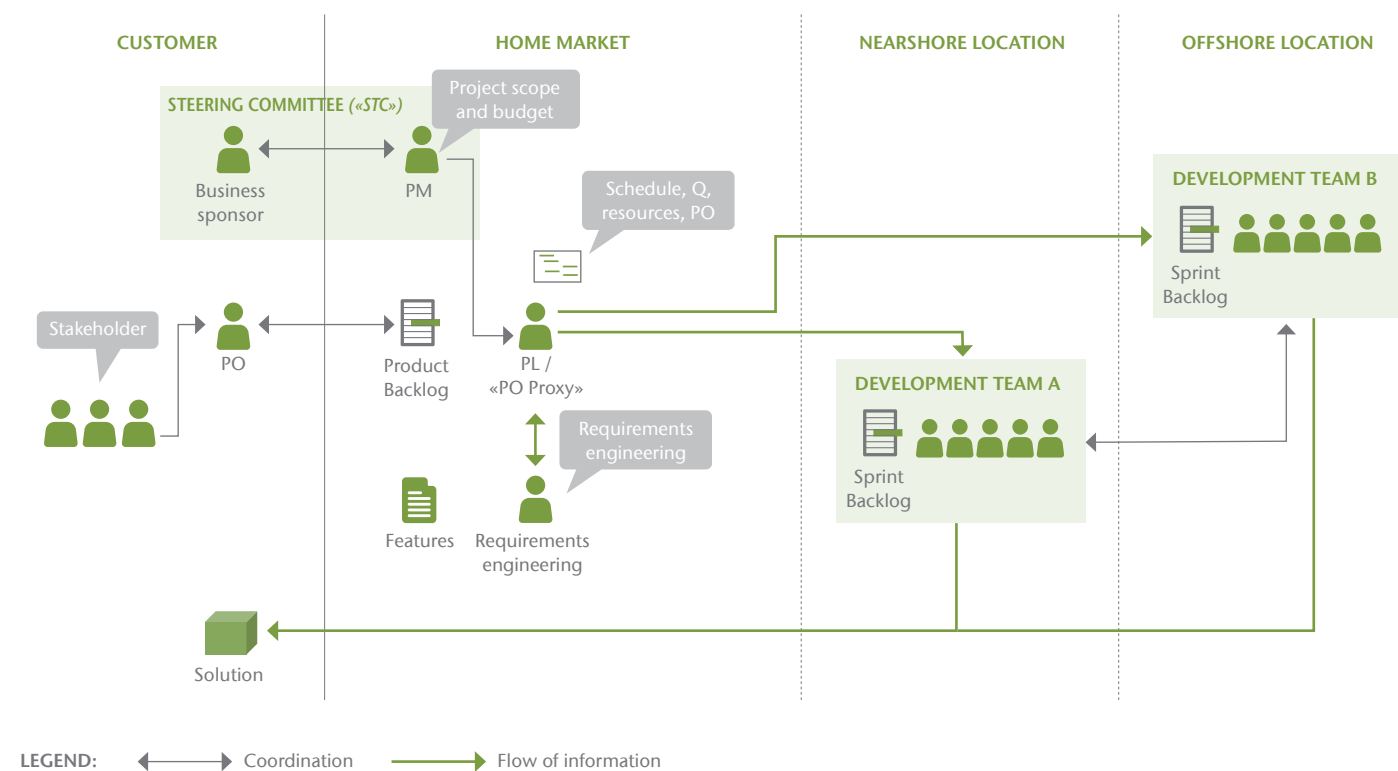 CUSTOMER
HOME MARKET
NEARSHORE LOCATION
OFFSHORE LOCATION
STEERING COMMITTEE («STC»)
Project scope
and budget
Business
sponsor
PM
Schedule, Q,
resources, PO
DEVELOPMENT TEAM B
Sprint
Backlog
Stakeholder
PO
Product
Backlog
PL /
«PO Proxy»
DEVELOPMENT TEAM A
Sprint
Backlog
Requirements
engineering
Features
Requirements
engineering
Solution
LEGEND:
Coordination
Flow of information